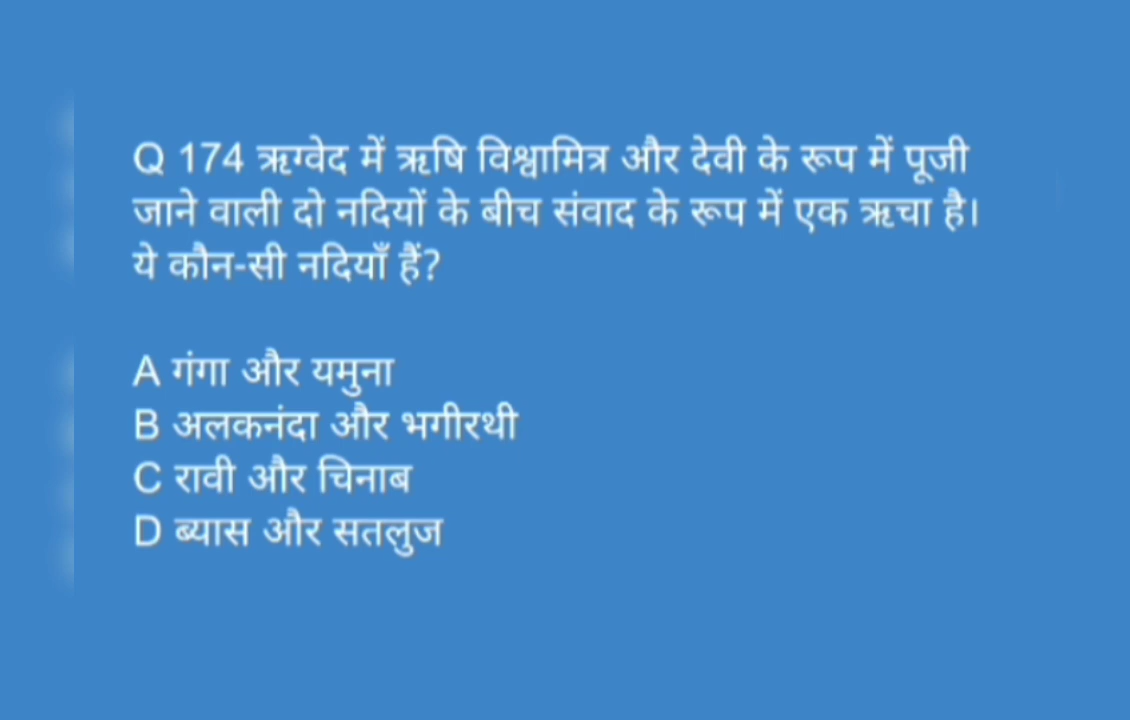 Q 174 ऋग्वेद में ऋषि विश्वामित्र और देवी के रूप में पूजी
जाने वाली दो नदियों के बीच संवाद के रूप में एक ऋचा है।
ये कौन-सी नदियाँ हैं?
A गंगा और यमुना
B अलकनंदा और भगीरथी
C रावी और चिनाब
D ब्यास और सतलुज